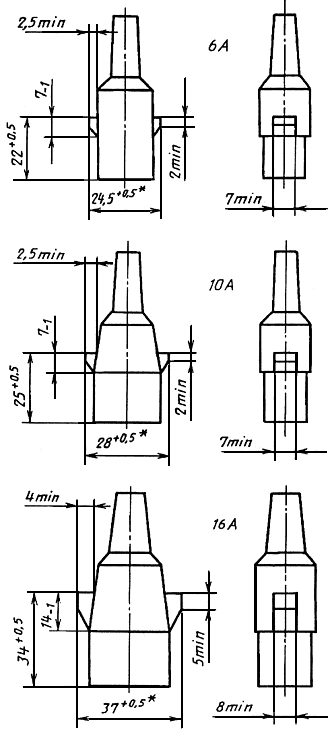 2,5min
6A
7-1
22+0,5
2min
24,5+0,5*
7min
2,5min
10A
7-1
25+0,5
2min
28+0,5*
7min
4min
16A
14-1
34+0,5
5min
37+0,5*
8min